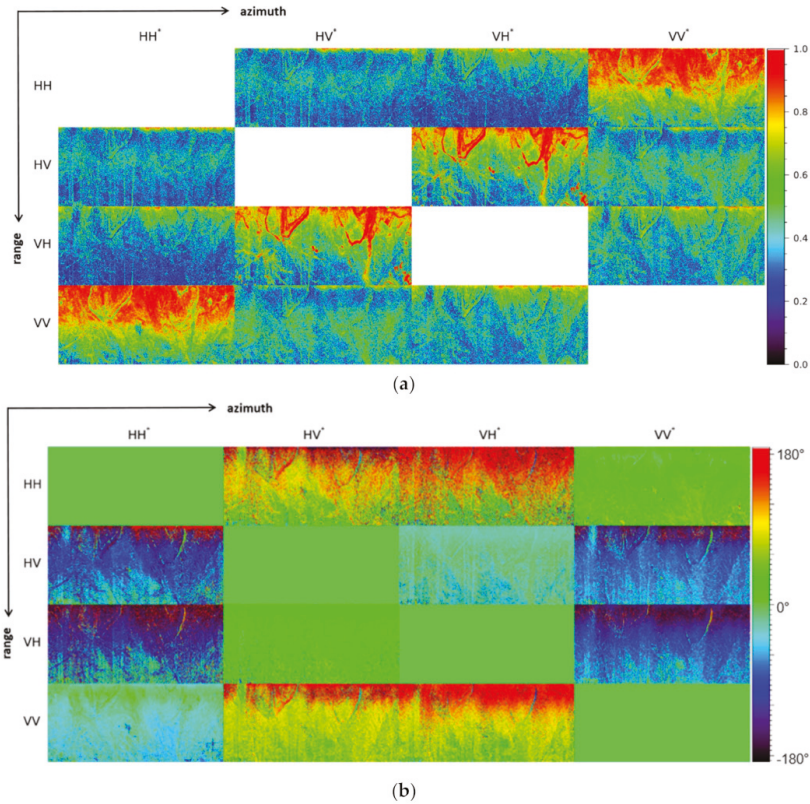 azimuth
HH* HV* VH* VV*
HH
1.0
0.8
HV
0.6
range
VH
0.4
VV
0.2
0.0
(a)
azimuth
HH* HV* VH* VV*
180°
HH
HV
0°
range
VH
VV
-180°
(b)